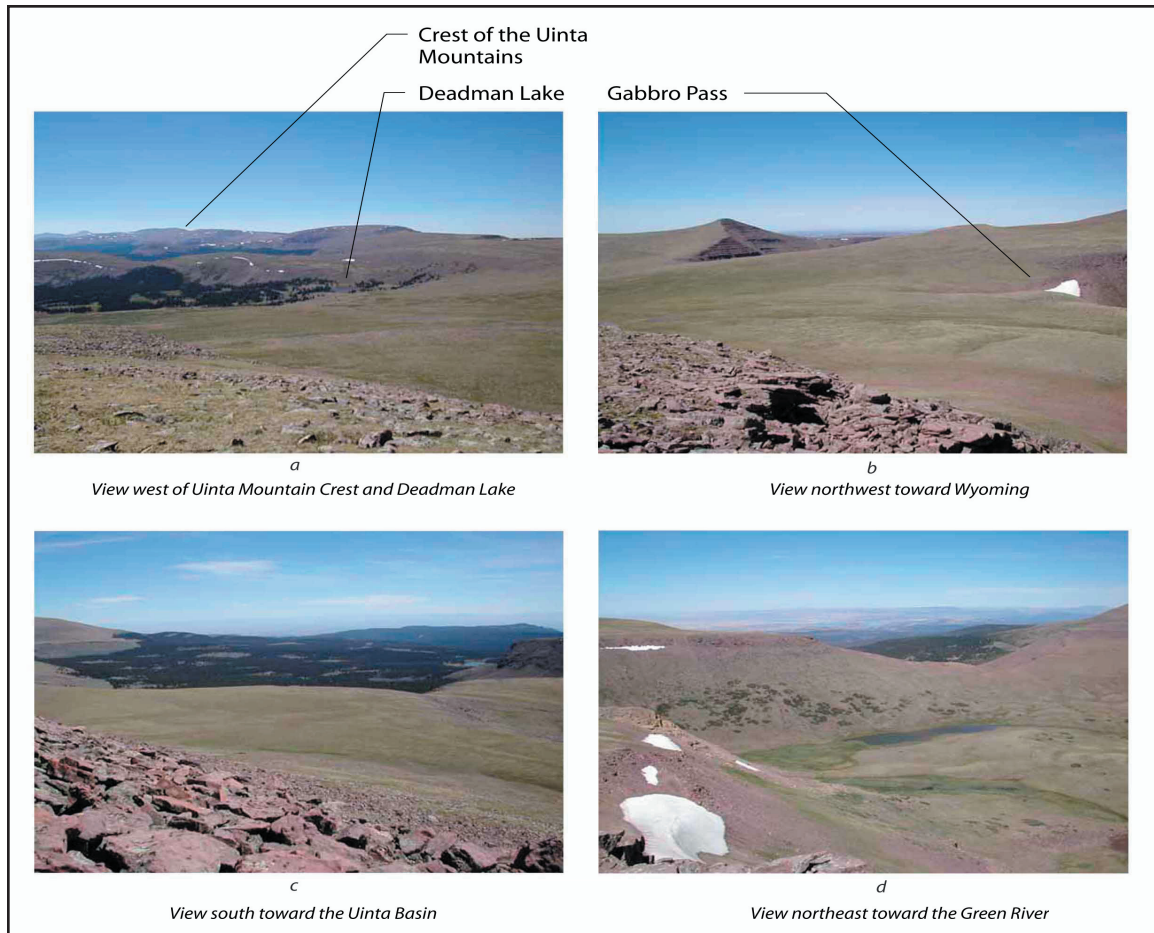 Crest of the Uinta
Mountains
Deadman Lake
Gabbro Pass
a
View west of Uinta Mountain Crest and Deadman Lake
b
View northwest toward Wyoming
c
View south toward the Uinta Basin
d
View northeast toward the Green River